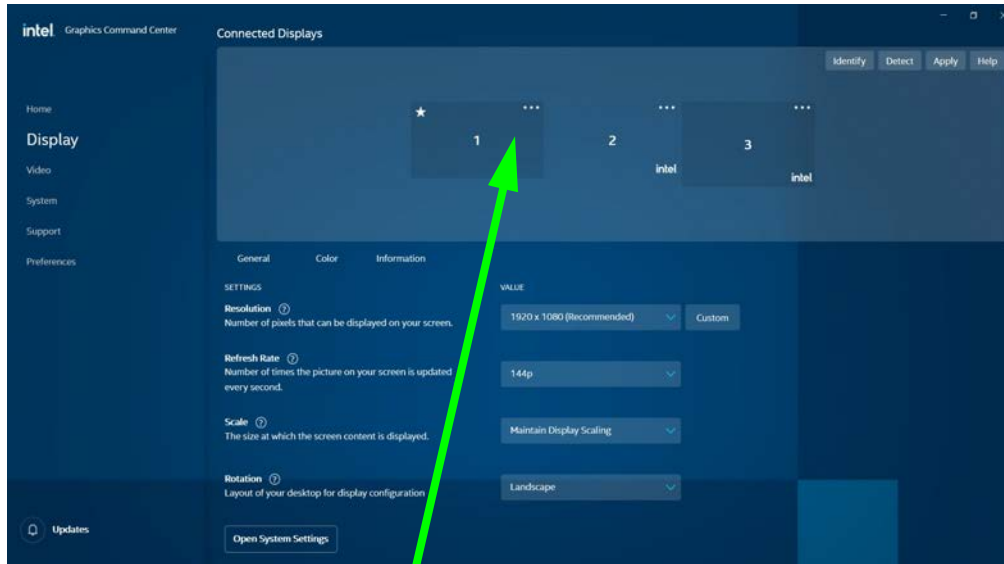 intel. Graphics Command Center
Connected Displays
Identify Detect Apply Help
Home
Display
Video
System
Support
Preferences
1
2
intel
3
intel
General Color Information
SETTINGS VALUE
Resolution ?
Number of pixels that can be displayed on your screen.
1920 x 1080 (Recommended) Custom
Refresh Rate ?
Number of times the picture on your screen is updated
every second.
144p
Scale ?
The size at which the screen content is displayed.
Maintain Display Scaling
Rotation ?
Layout of your desktop for display configuration
Landscape
Updates
Open System Settings